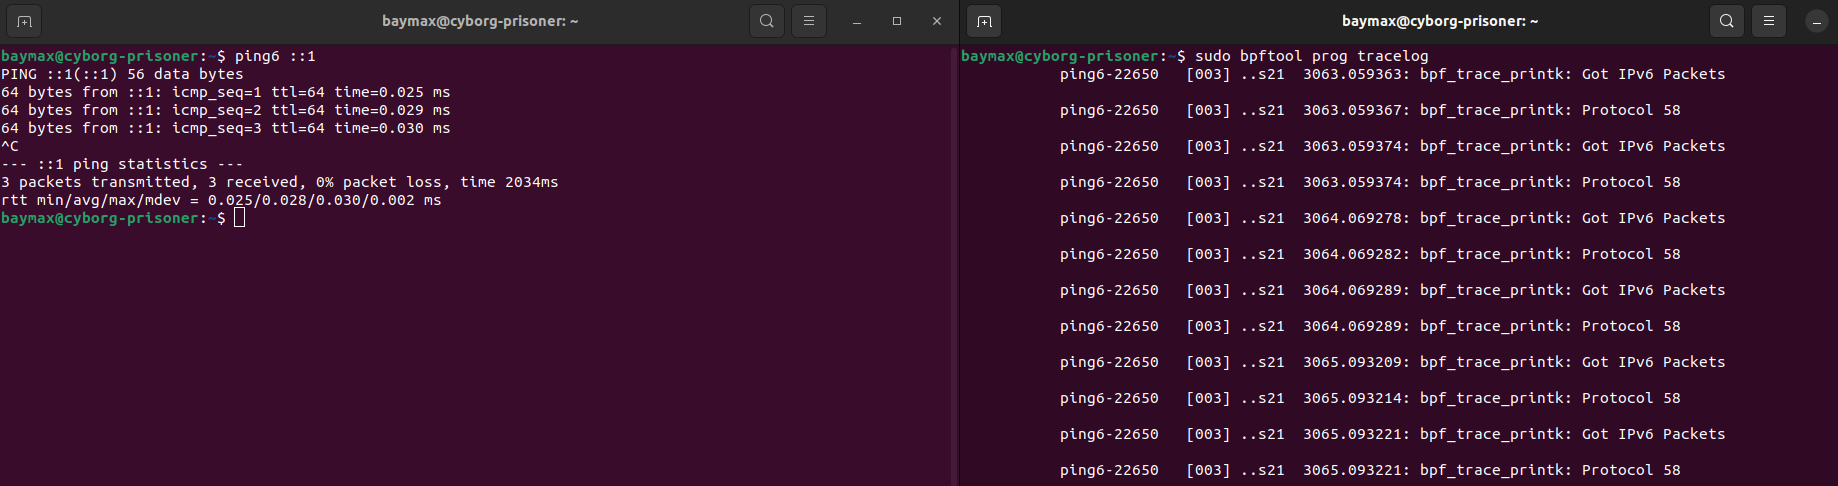 baymax@cyborg-prisoner: ~
baymax@cyborg-prisoner:~$ ping6 ::1
PING ::1(::1) 56 data bytes
64 bytes from ::1: icmp_seq=1 ttl=64 time=0.025 ms
64 bytes from ::1: icmp_seq=2 ttl=64 time=0.029 ms
64 bytes from ::1: icmp_seq=3 ttl=64 time=0.030 ms
^C
--- ::1 ping statistics ---
3 packets transmitted, 3 received, 0% packet loss, time 2034ms
rtt min/avg/max/mdev = 0.025/0.028/0.030/0.002 ms
baymax@cyborg-prisoner:~$
baymax@cyborg-prisoner: ~
baymax@cyborg-prisoner:~$ sudo bpftool prog tracelog
ping6-22650   [003] ..s21  3063.059363: bpf_trace_printk: Got IPv6 Packets
ping6-22650   [003] ..s21  3063.059367: bpf_trace_printk: Protocol 58
ping6-22650   [003] ..s21  3063.059374: bpf_trace_printk: Got IPv6 Packets
ping6-22650   [003] ..s21  3063.059374: bpf_trace_printk: Protocol 58
ping6-22650   [003] ..s21  3064.069278: bpf_trace_printk: Got IPv6 Packets
ping6-22650   [003] ..s21  3064.069282: bpf_trace_printk: Protocol 58
ping6-22650   [003] ..s21  3064.069289: bpf_trace_printk: Got IPv6 Packets
ping6-22650   [003] ..s21  3064.069289: bpf_trace_printk: Protocol 58
ping6-22650   [003] ..s21  3065.093209: bpf_trace_printk: Got IPv6 Packets
ping6-22650   [003] ..s21  3065.093214: bpf_trace_printk: Protocol 58
ping6-22650   [003] ..s21  3065.093221: bpf_trace_printk: Got IPv6 Packets
ping6-22650   [003] ..s21  3065.093221: bpf_trace_printk: Protocol 58